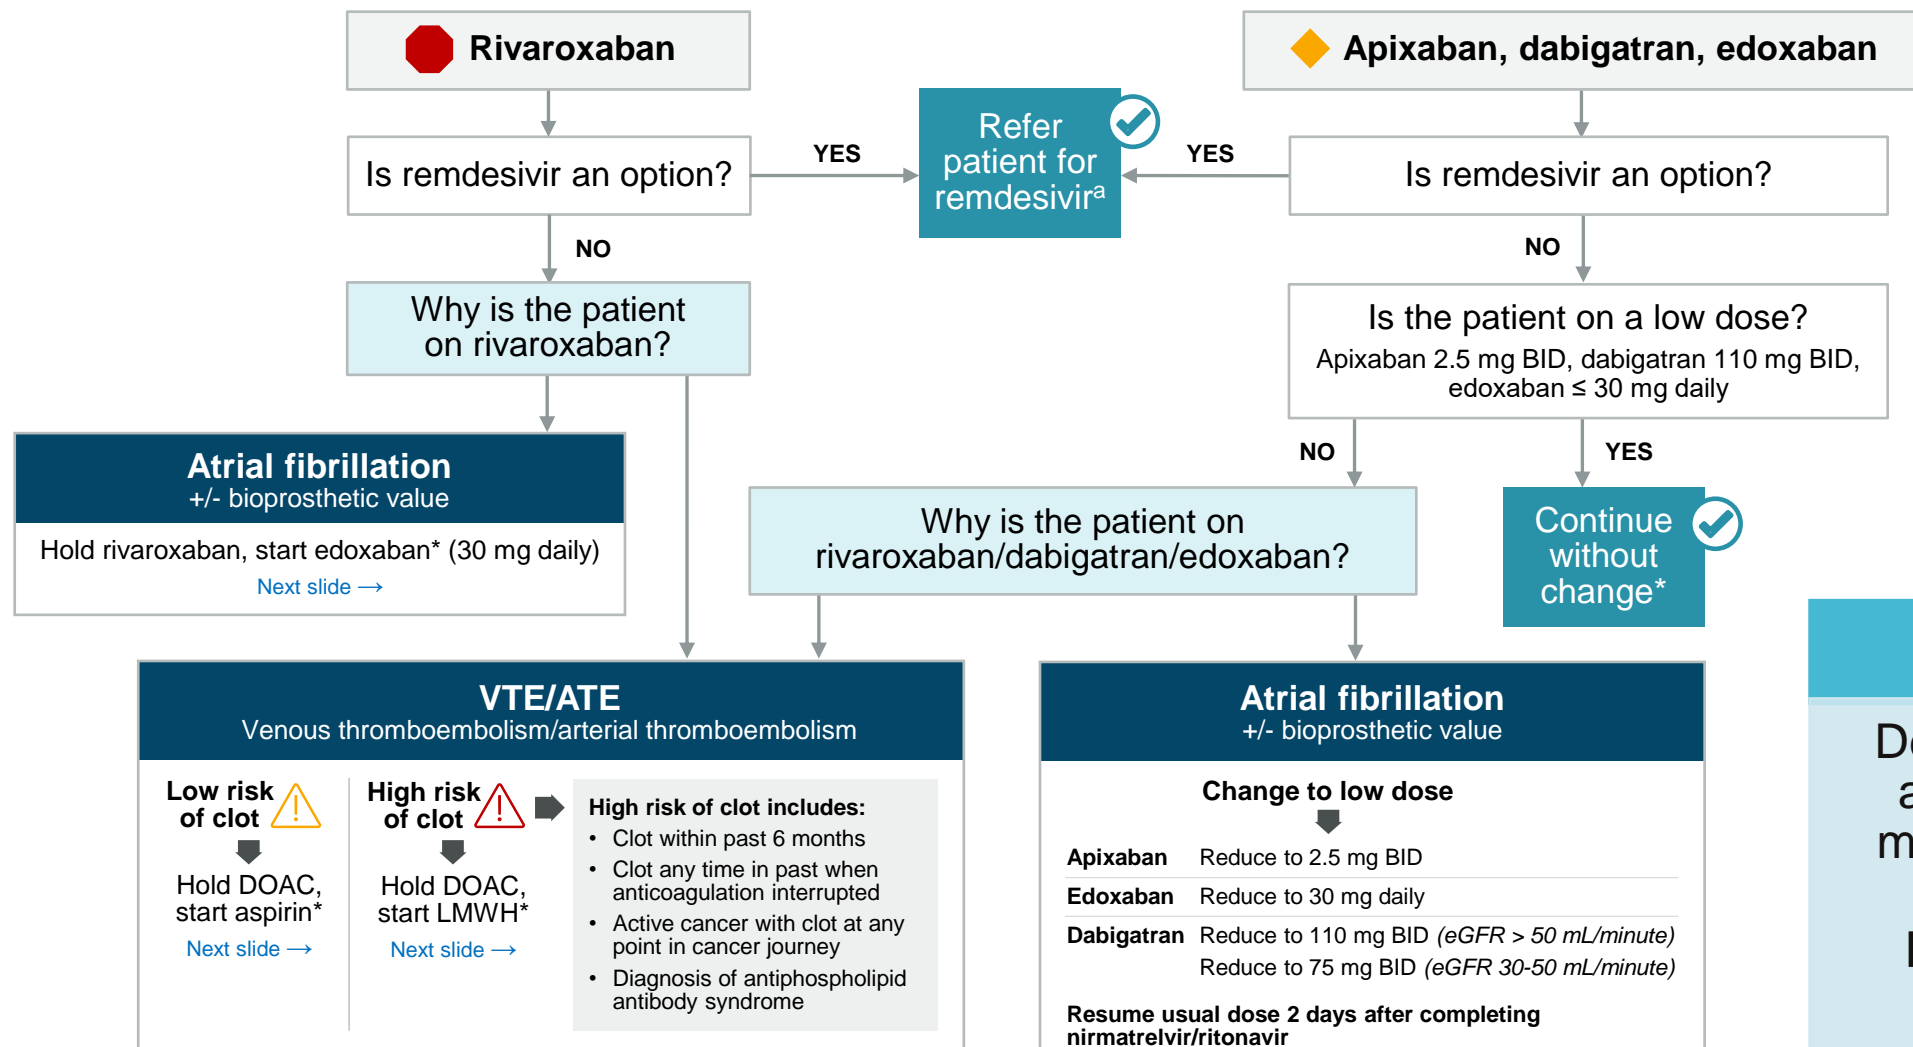 Rivaroxaban
Apixaban, dabigatran, edoxaban
Is remdesivir an option?
YES
Refer
patient for
remdesivirᵃ
YES
Is remdesivir an option?
NO
NO
Why is the patient
on rivaroxaban?
Is the patient on a low dose?
Apixaban 2.5 mg BID, dabigatran 110 mg BID,
edoxaban ≤ 30 mg daily
NO
YES
Atrial fibrillation
+/- bioprosthetic value
Hold rivaroxaban, start edoxaban* (30 mg daily)
Next slide →
Why is the patient on
rivaroxaban/dabigatran/edoxaban?
Continue
without
change*
VTE/ATE
Venous thromboembolism/arterial thromboembolism
Low risk
of clot
Hold DOAC,
start aspirin*
Next slide →
High risk
of clot
Hold DOAC,
start LMWH*
Next slide →
High risk of clot includes:
• Clot within past 6 months
• Clot any time in past when
anticoagulation interrupted
• Active cancer with clot at any
point in cancer journey
• Diagnosis of antiphospholipid
antibody syndrome
Atrial fibrillation
+/- bioprosthetic value
Change to low dose
Apixaban Reduce to 2.5 mg BID
Edoxaban Reduce to 30 mg daily
Dabigatran Reduce to 110 mg BID (eGFR > 50 mL/minute)
Reduce to 75 mg BID (eGFR 30-50 mL/minute)
Resume usual dose 2 days after completing
nirmatrelvir/ritonavir